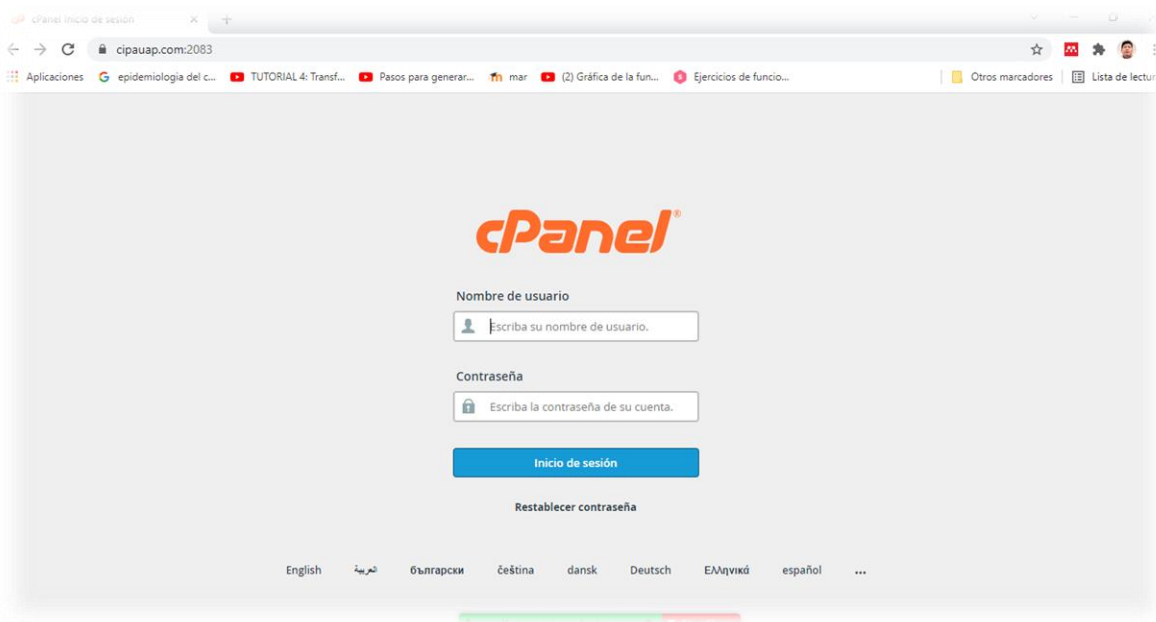 cPanel Inicio de sesión
cipauap.com:2083
Aplicaciones epidemiologia del c... TUTORIAL 4: Transf... Pasos para generar... mar (2) Gráfica de la fun... Ejercicios de funcio... Otros marcadores Lista de lectur
cPanel®
Nombre de usuario
Escriba su nombre de usuario.
Contraseña
Escriba la contraseña de su cuenta.
Inicio de sesión
Restablecer contraseña
English العربية български čeština dansk Deutsch Ελληνικά español ...